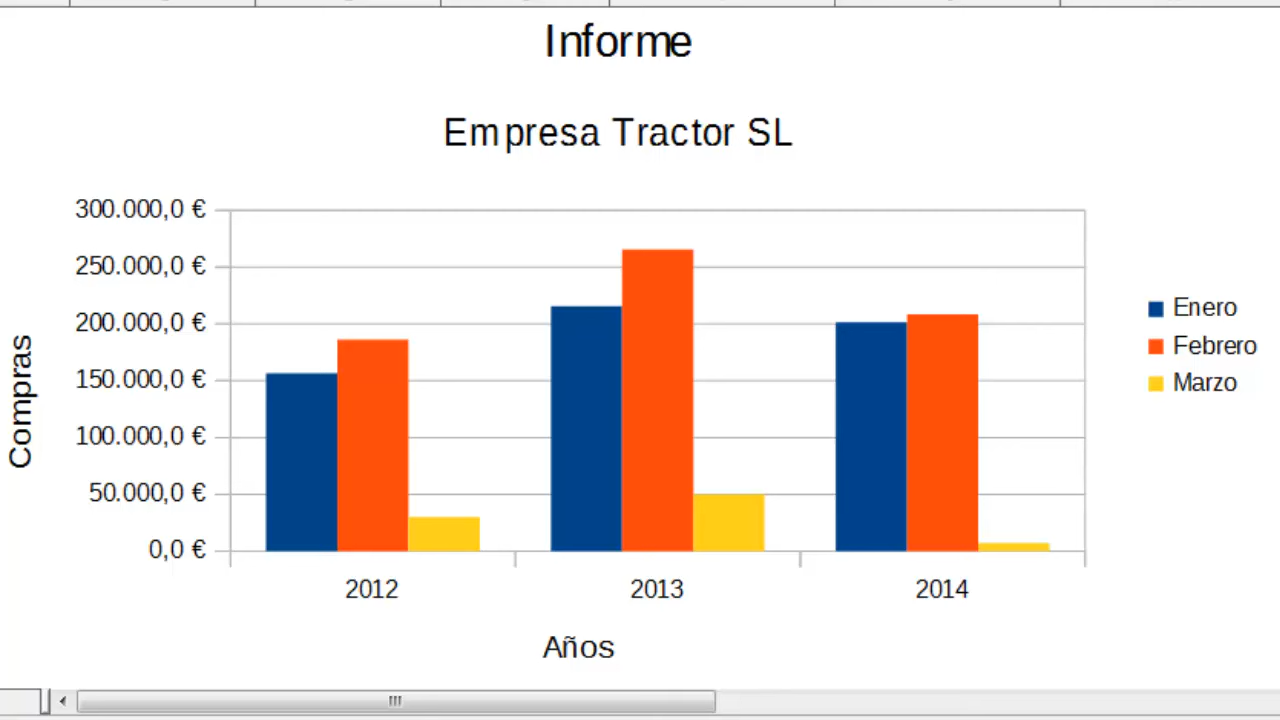 Informe
Empresa Tractor SL
300.000,0 €
250.000,0 €
200.000,0 €
150.000,0 €
100.000,0 €
50.000,0 €
0,0 €
Compras
2012 2013 2014
Años
Enero
Febrero
Marzo